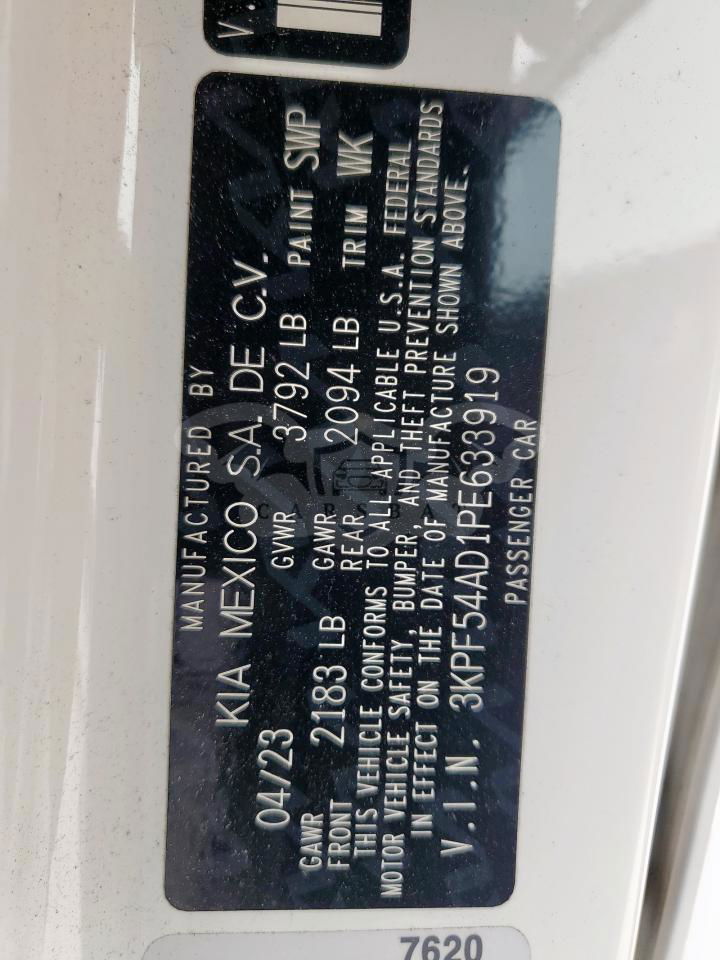 V.
MANUFACTURED BY
KIA MEXICO S.A. DE C.V.
04/23 GVWR 3792 LB PAINT SWP
GAWR FRONT 2183 LB GAWR REAR 2094 LB TRIM WK
THIS VEHICLE CONFORMS TO ALL APPLICABLE U.S.A. FEDERAL
MOTOR VEHICLE SAFETY, BUMPER, AND THEFT PREVENTION STANDARDS
IN EFFECT ON THE DATE OF MANUFACTURE SHOWN ABOVE.
V.I.N. 3KPF54AD1PE633919
PASSENGER CAR
7620